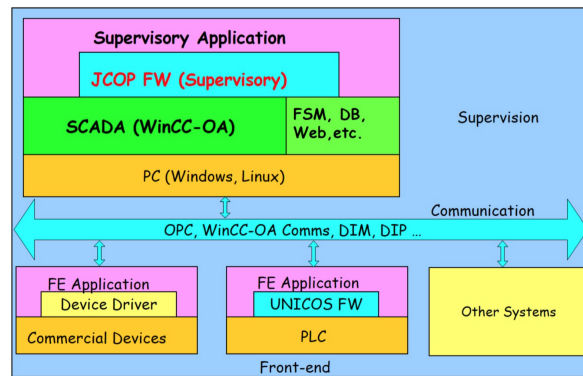 Supervisory Application
JCOP FW (Supervisory)
SCADA (WinCC-OA)
FSM, DB,
Web,etc.
Supervision
PC (Windows, Linux)
Communication
OPC, WinCC-OA Comms, DIM, DIP ...
FE Application
Device Driver
Commercial Devices
FE Application
UNICOS FW
PLC
Other Systems
Front-end